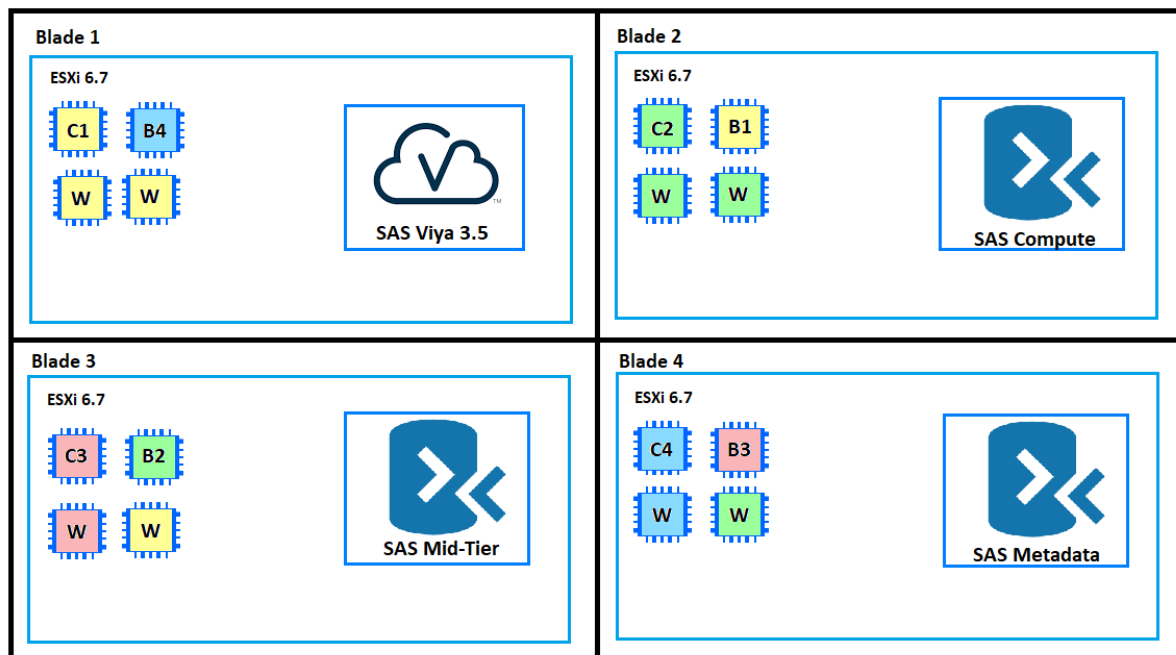 Blade 1
ESXi 6.7
C1 B4
W W
SAS Viya 3.5
TM
Blade 2
ESXi 6.7
C2 B1
W W
SAS Compute
Blade 3
ESXi 6.7
C3 B2
W W
SAS Mid-Tier
Blade 4
ESXi 6.7
C4 B3
W W
SAS Metadata